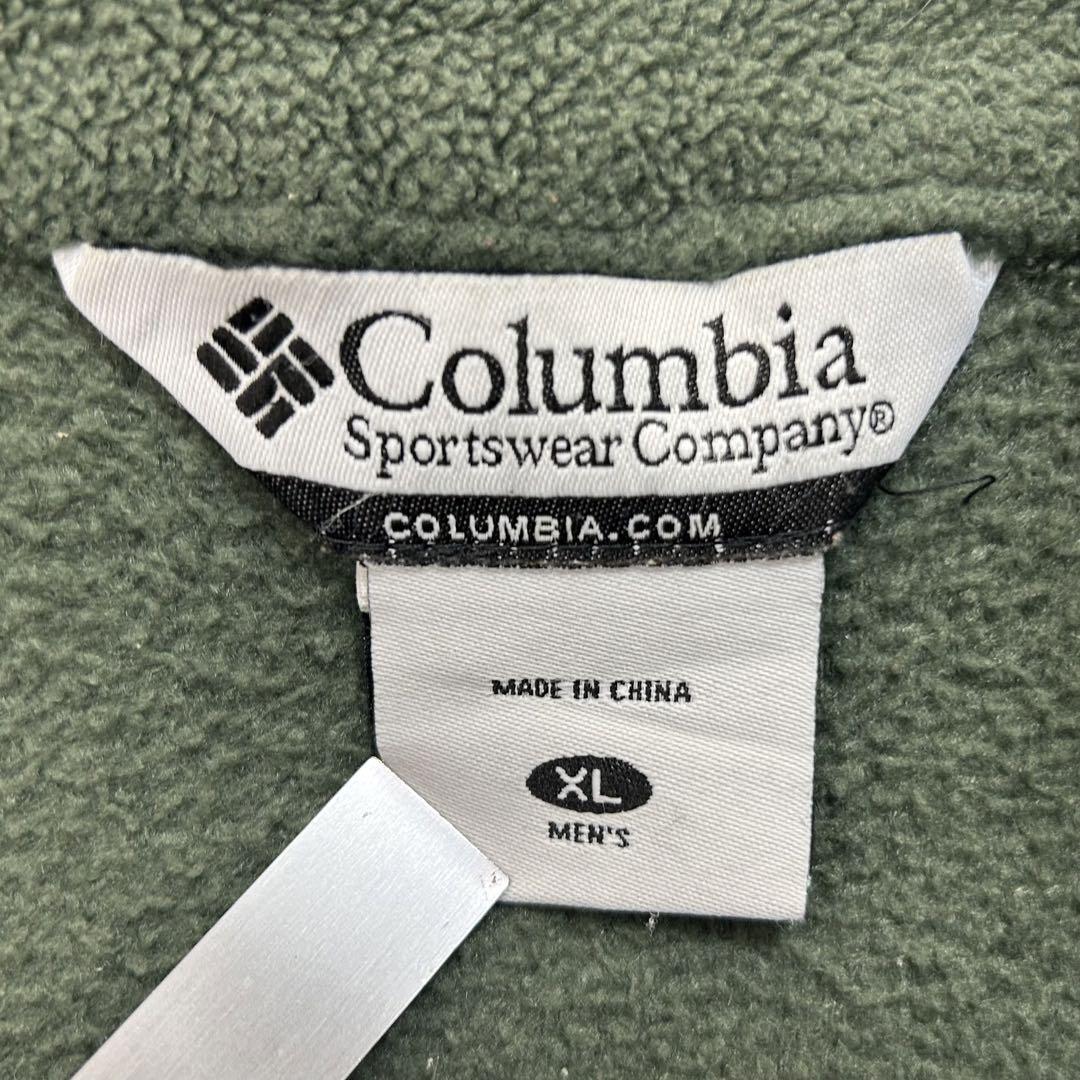 Columbia
Sportswear Company®
COLUMBIA.COM
MADE IN CHINA
XL
MEN'S